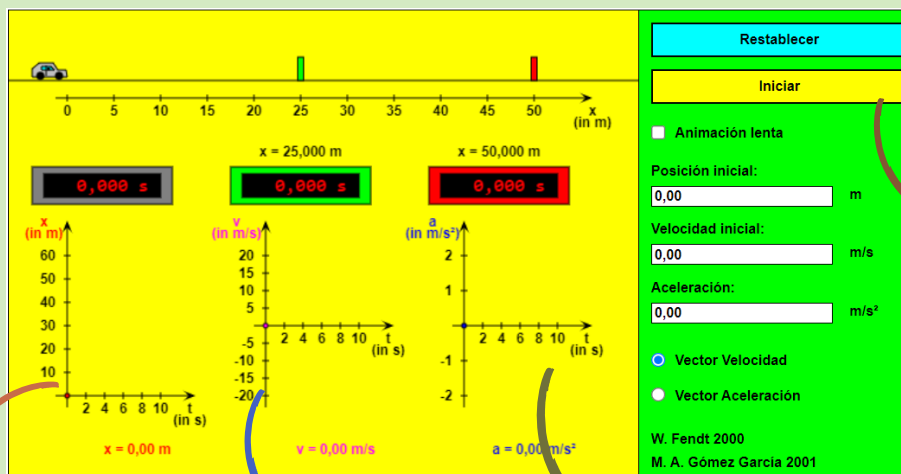 Restablecer
Iniciar
0 5 10 15 20 25 30 35 40 45 50 x
(in m)
Animación lenta
x = 25,000 m x = 50,000 m
Posición inicial:
0,000 s 0,000 s 0,000 s
0,00 m
Velocidad inicial:
0,00 m/s
Aceleración:
0,00 m/s²
Vector Velocidad
Vector Aceleración
W. Fendt 2000
M. A. Gómez García 2001
x
(in m)
60
50
40
30
20
10
2 4 6 8 10 t
(in s)
x = 0,00 m
v
(in m/s)
20
15
10
5
-5
-10
-15
-20
2 4 6 8 10 t
(in s)
v = 0,00 m/s
a
(in m/s²)
2
1
-1
-2
2 4 6 8 10 t
(in s)
a = 0,00 m/s²